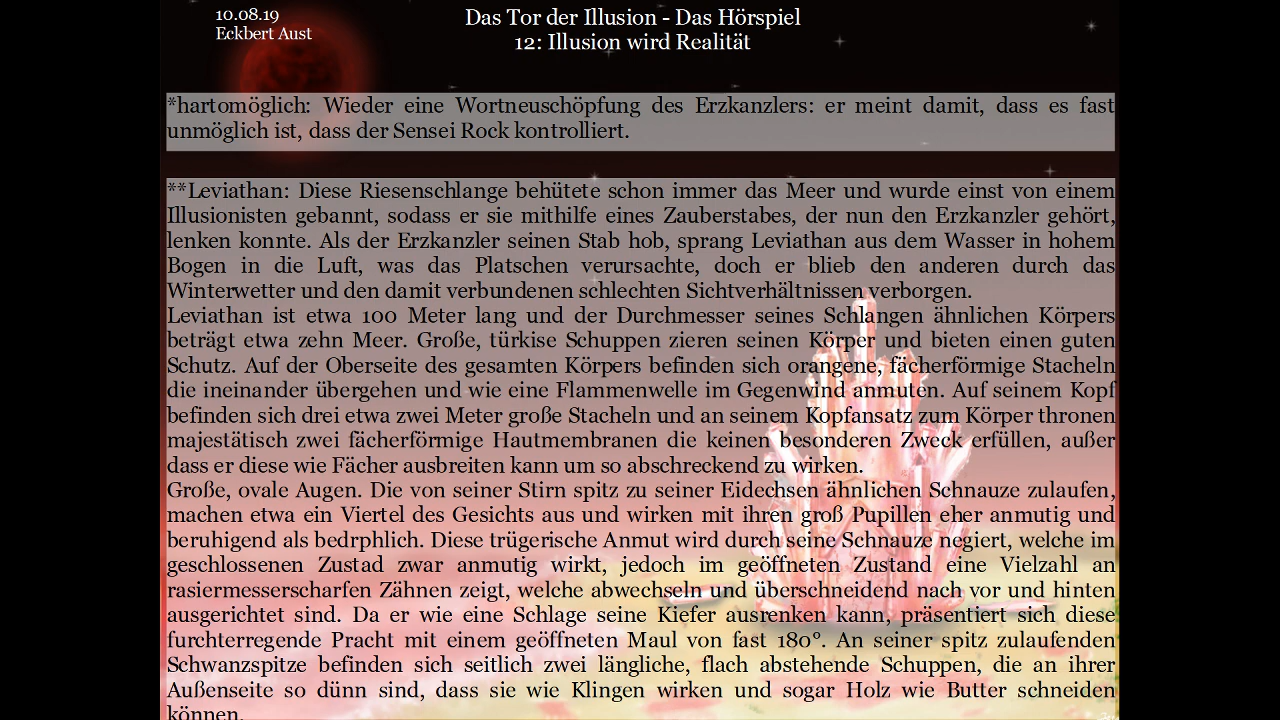 10.08.19
Eckbert Aust
Das Tor der Illusion - Das Hörspiel
12: Illusion wird Realität
*hartomöglich: Wieder eine Wortneuschöpfung des Erzkanzlers: er meint damit, dass es fast
unmöglich ist, dass der Sensei Rock kontrolliert.
**Leviathan: Diese Riesenschlange behütete schon immer das Meer und wurde einst von einem
Illusionisten gebannt, sodass er sie mithilfe eines Zauberstabes, der nun den Erzkanzler gehört,
lenken konnte. Als der Erzkanzler seinen Stab hob, sprang Leviathan aus dem Wasser in hohem
Bogen in die Luft, was das Platschen verursachte, doch er blieb den anderen durch das
Winterwetter und den damit verbundenen schlechten Sichtverhältnissen verborgen.
Leviathan ist etwa 100 Meter lang und der Durchmesser seines Schlangen ähnlichen Körpers
beträgt etwa zehn Meer. Große, türkise Schuppen zieren seinen Körper und bieten einen guten
Schutz. Auf der Oberseite des gesamten Körpers befinden sich orangene, fächerförmige Stacheln
die ineinander übergehen und wie eine Flammenwelle im Gegenwind anmuten. Auf seinem Kopf
befinden sich drei etwa zwei Meter große Stacheln und an seinem Kopfansatz zum Körper thronen
majestätisch zwei fächerförmige Hautmembranen die keinen besonderen Zweck erfüllen, außer
dass er diese wie Fächer ausbreiten kann um so abschreckend zu wirken.
Große, ovale Augen. Die von seiner Stirn spitz zu seiner Eidechsen ähnlichen Schnauze zulaufen,
machen etwa ein Viertel des Gesichts aus und wirken mit ihren groß Pupillen eher anmutig und
beruhigend als bedrphlich. Diese trügerische Anmut wird durch seine Schnauze negiert, welche im
geschlossenen Zustad zwar anmutig wirkt, jedoch im geöffneten Zustand eine Vielzahl an
rasiermesserscharfen Zähnen zeigt, welche abwechseln und überschneidend nach vor und hinten
ausgerichtet sind. Da er wie eine Schlage seine Kiefer ausrenken kann, präsentiert sich diese
furchterregende Pracht mit einem geöffneten Maul von fast 180°. An seiner spitz zulaufenden
Schwanzspitze befinden sich seitlich zwei längliche, flach abstehende Schuppen, die an ihrer
Außenseite so dünn sind, dass sie wie Klingen wirken und sogar Holz wie Butter schneiden
können.